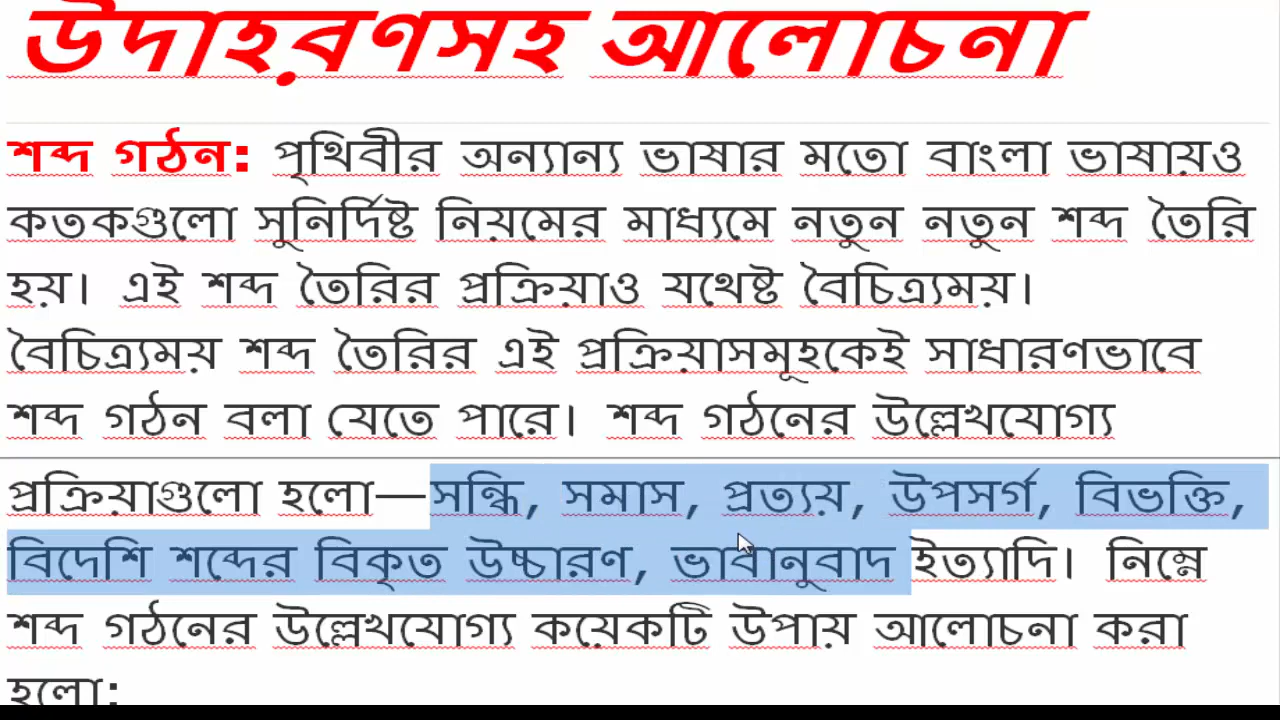 উদাহরণসহ আলোচনা
শব্দ গঠন: পৃথিবীর অন্যান্য ভাষার মতো বাংলা ভাষায়ও
কতকগুলো সুনির্দিষ্ট নিয়মের মাধ্যমে নতুন নতুন শব্দ তৈরি
হয়। এই শব্দ তৈরির প্রক্রিয়াও যথেষ্ট বৈচিত্র্যময়।
বৈচিত্র্যময় শব্দ তৈরির এই প্রক্রিয়াসমূহকেই সাধারণভাবে
শব্দ গঠন বলা যেতে পারে। শব্দ গঠনের উল্লেখযোগ্য
প্রক্রিয়াগুলো হলো—সন্ধি, সমাস, প্রত্যয়, উপসর্গ, বিভক্তি,
বিদেশি শব্দের বিকৃত উচ্চারণ, ভাবানুবাদ ইত্যাদি। নিম্নে
শব্দ গঠনের উল্লেখযোগ্য কয়েকটি উপায় আলোচনা করা
হলো: